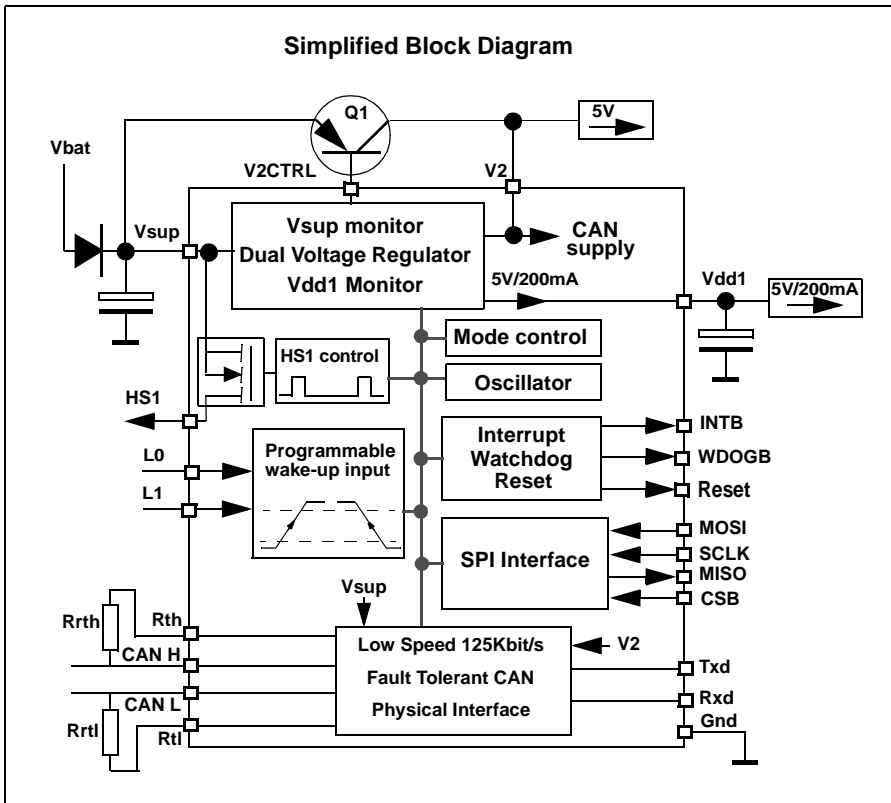 Simplified Block Diagram
Q1
5V
Vbat
V2CTRL
V2
Vsup
Vsup monitor
Dual Voltage Regulator
Vdd1 Monitor
CAN
supply
5V/200mA
Vdd1
5V/200mA
Mode control
HS1 control
Oscillator
HS1
L0
L1
Programmable
wake-up input
Interrupt
Watchdog
Reset
INTB
WDOGB
Reset
SPI Interface
MOSI
SCLK
MISO
CSB
Vsup
Rrth
Rth
CAN H
CAN L
Rrtl
Rtl
Low Speed 125Kbit/s
Fault Tolerant CAN
Physical Interface
V2
Txd
Rxd
Gnd